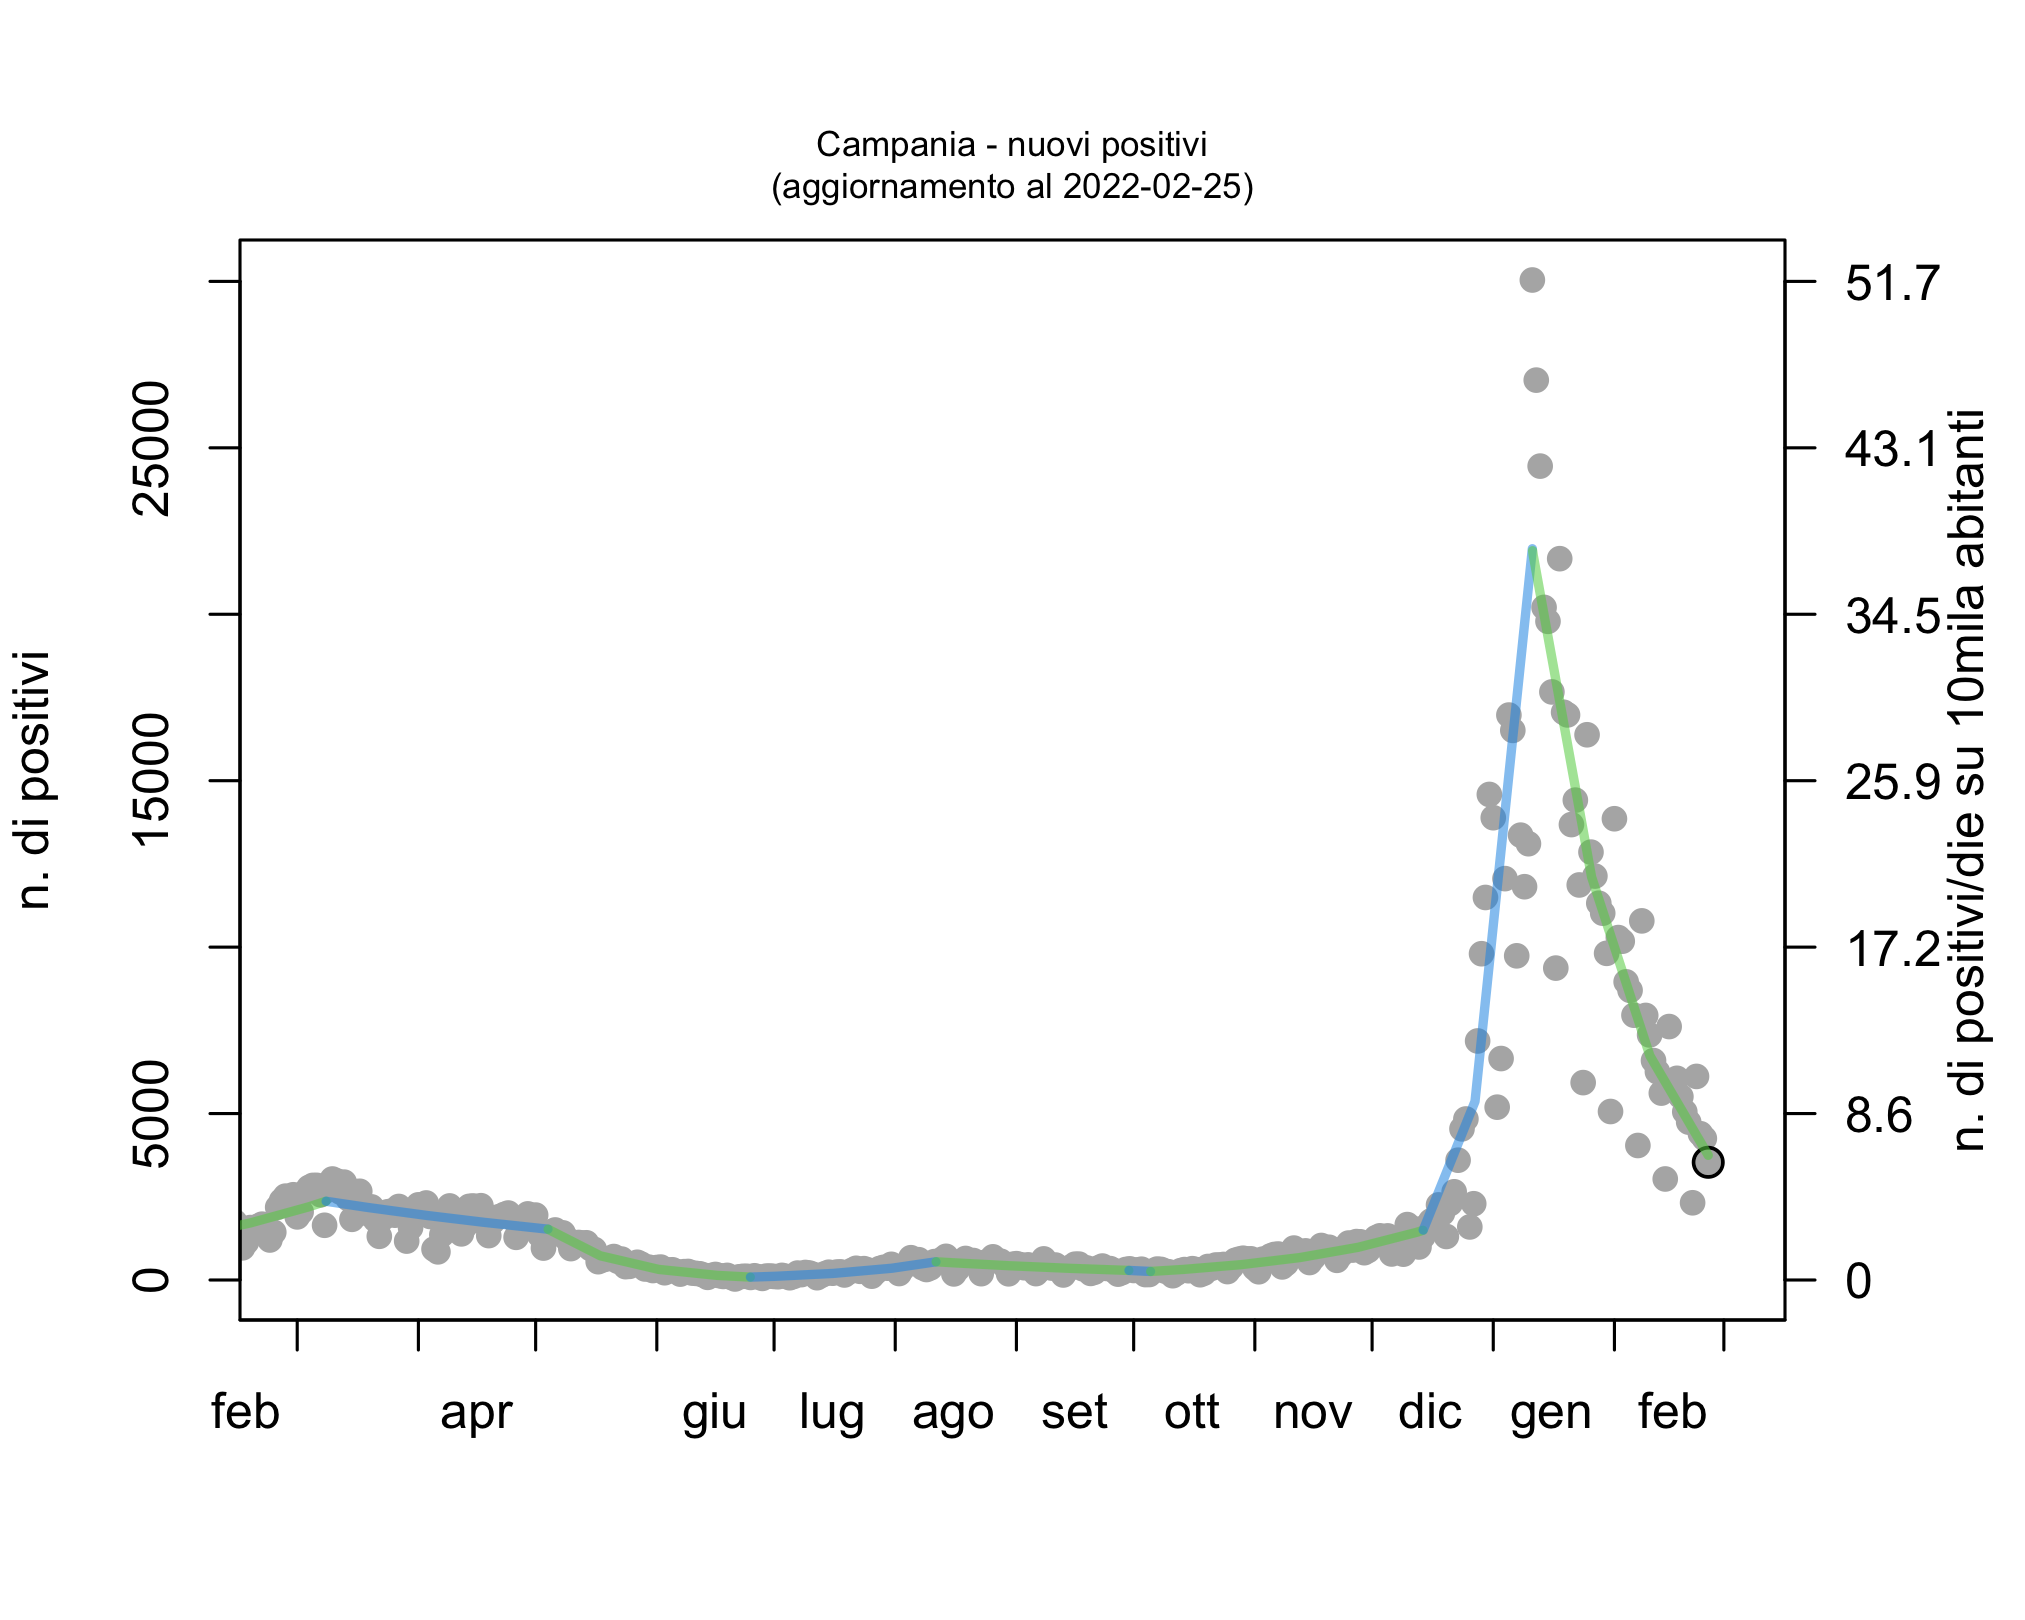 Campania - nuovi positivi
(aggiornamento al 2022-02-25)
n. di positivi
25000
15000
5000
0
51.7
43.1
34.5
25.9
17.2
8.6
0
n. di positivi/die su 10mila abitanti
feb apr giu lug ago set ott nov dic gen feb